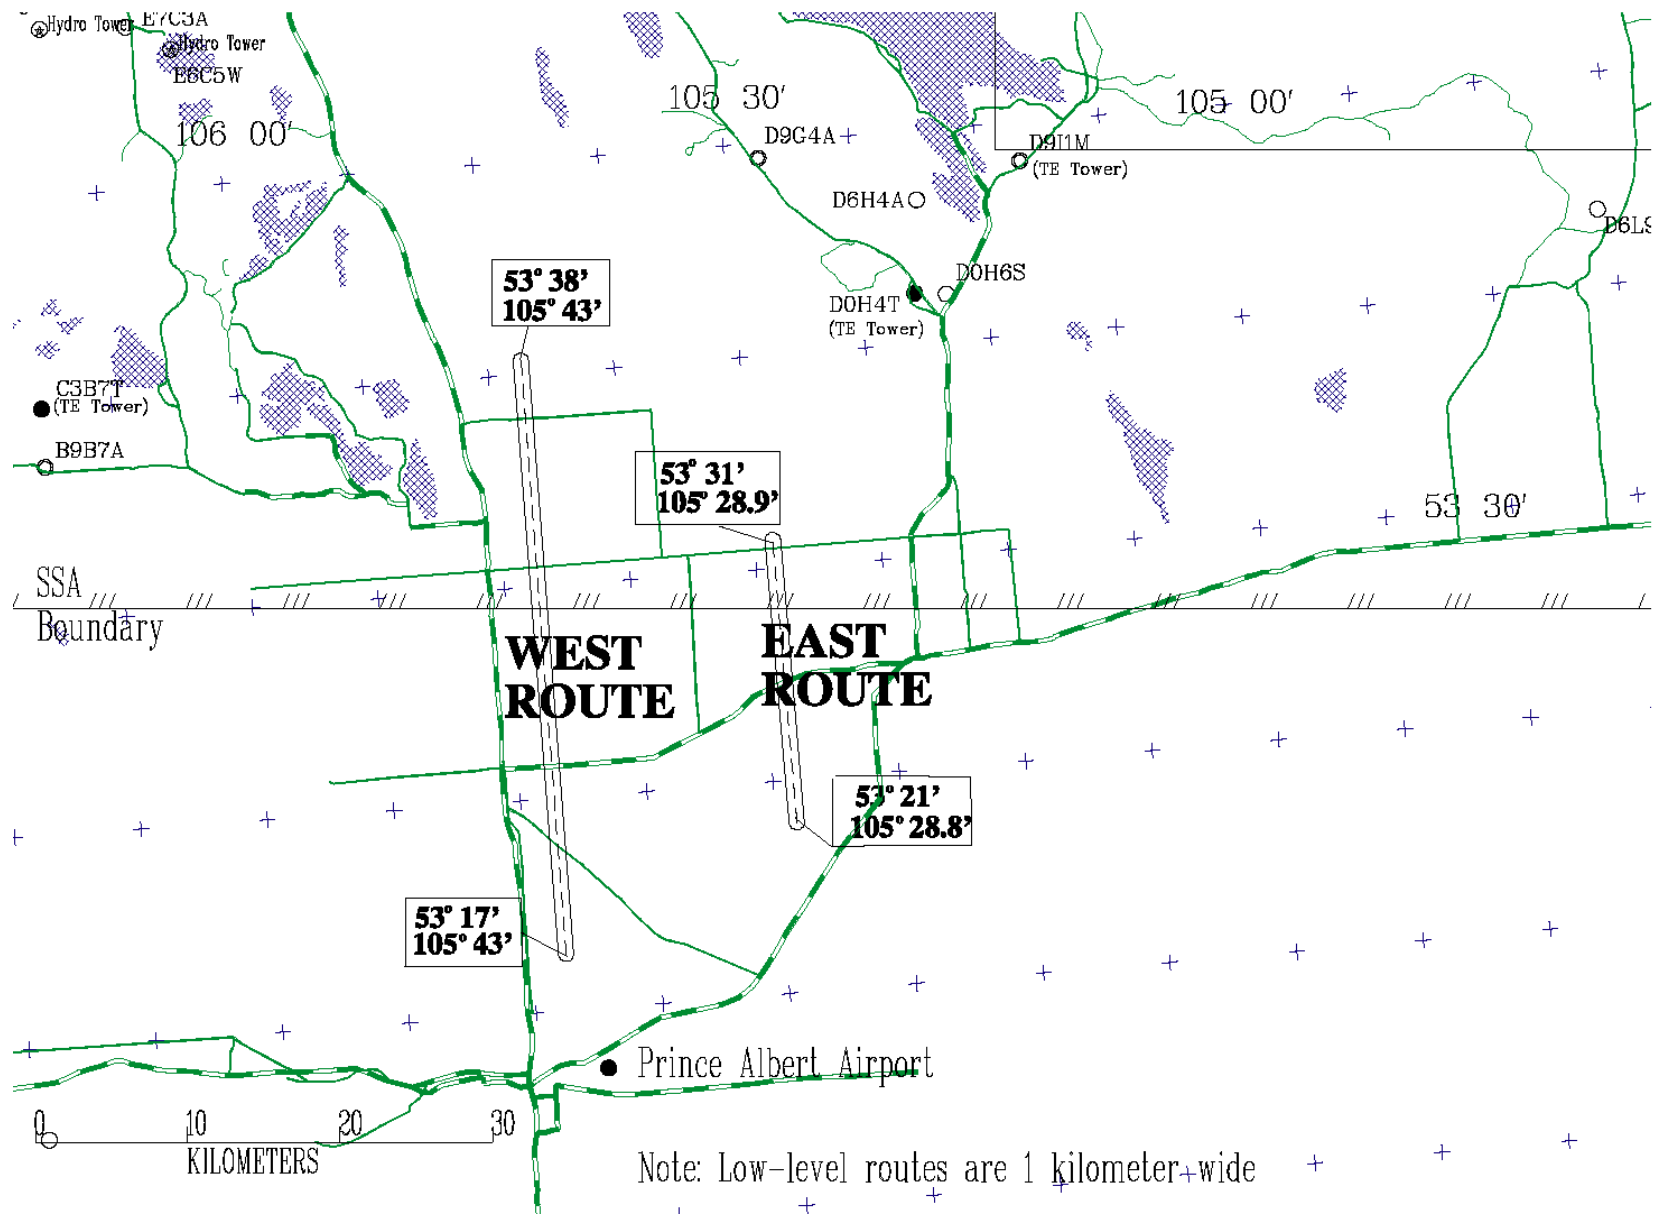 Hydro Tower
E7C3A
Hydro Tower
E6C5W
106 00'
105 30'
105 00'
D9G4A
D9I1M
(TE Tower)
D6H4A
D6L9
D0H6S
D0H4T
(TE Tower)
53° 38’
105° 43’
C3B7T
(TE Tower)
B9B7A
53° 31’
105° 28.9’
53 30'
SSA
Boundary
WEST
ROUTE
EAST
ROUTE
53° 21’
105° 28.8’
53° 17’
105° 43’
Prince Albert Airport
0 10 20 30
KILOMETERS
Note: Low-level routes are 1 kilometer wide